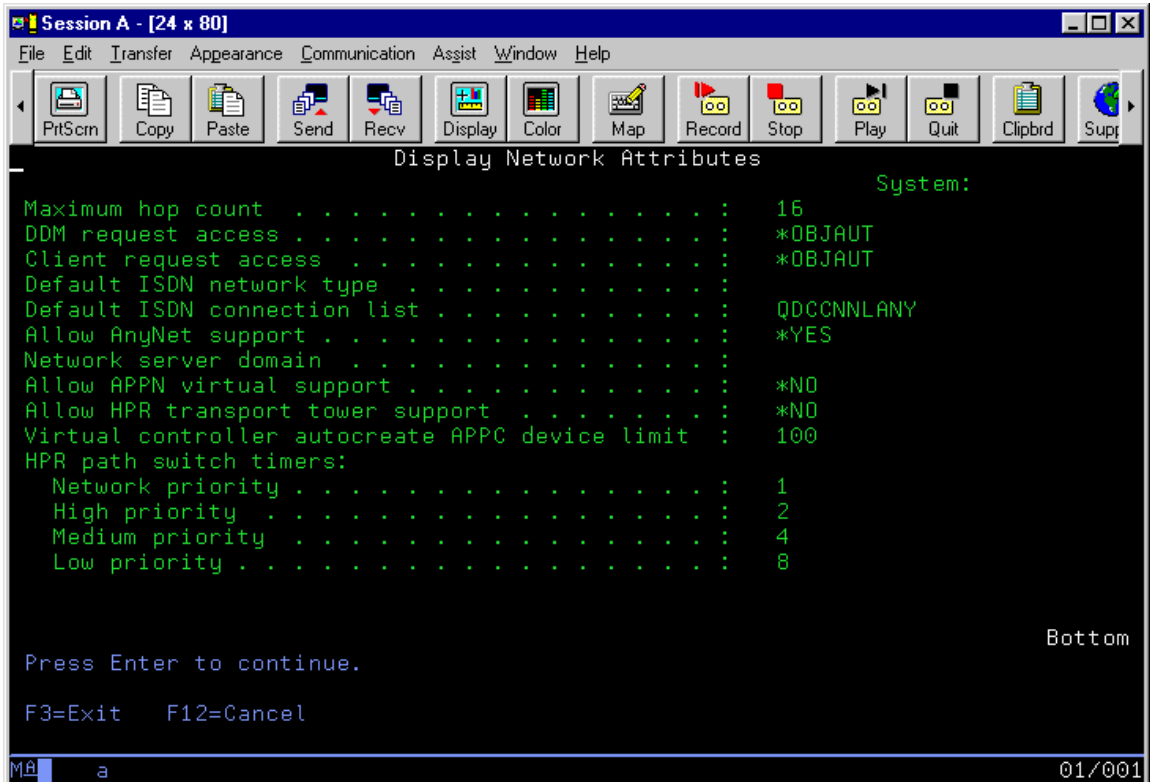 Session A - [24 x 80]
File Edit Transfer Appearance Communication Assist Window Help
PrtScrn Copy Paste Send Recv Display Color Map Record Stop Play Quit Clipbrd Supp
Display Network Attributes
System:
Maximum hop count . . . . . . . . . . . . . . . . : 16
DDM request access . . . . . . . . . . . . . . . . : *OBJAUT
Client request access . . . . . . . . . . . . . . : *OBJAUT
Default ISDN network type . . . . . . . . . . . . :
Default ISDN connection list . . . . . . . . . . . : QDCCNNLANY
Allow AnyNet support . . . . . . . . . . . . . . . : *YES
Network server domain . . . . . . . . . . . . . . :
Allow APPN virtual support . . . . . . . . . . . . : *NO
Allow HPR transport tower support . . . . . . . . : *NO
Virtual controller autocreate APPC device limit : 100
HPR path switch timers:
Network priority . . . . . . . . . . . . . . . . : 1
High priority . . . . . . . . . . . . . . . . . : 2
Medium priority . . . . . . . . . . . . . . . . : 4
Low priority . . . . . . . . . . . . . . . . . . : 8
Bottom
Press Enter to continue.
F3=Exit F12=Cancel
MA a 01/001